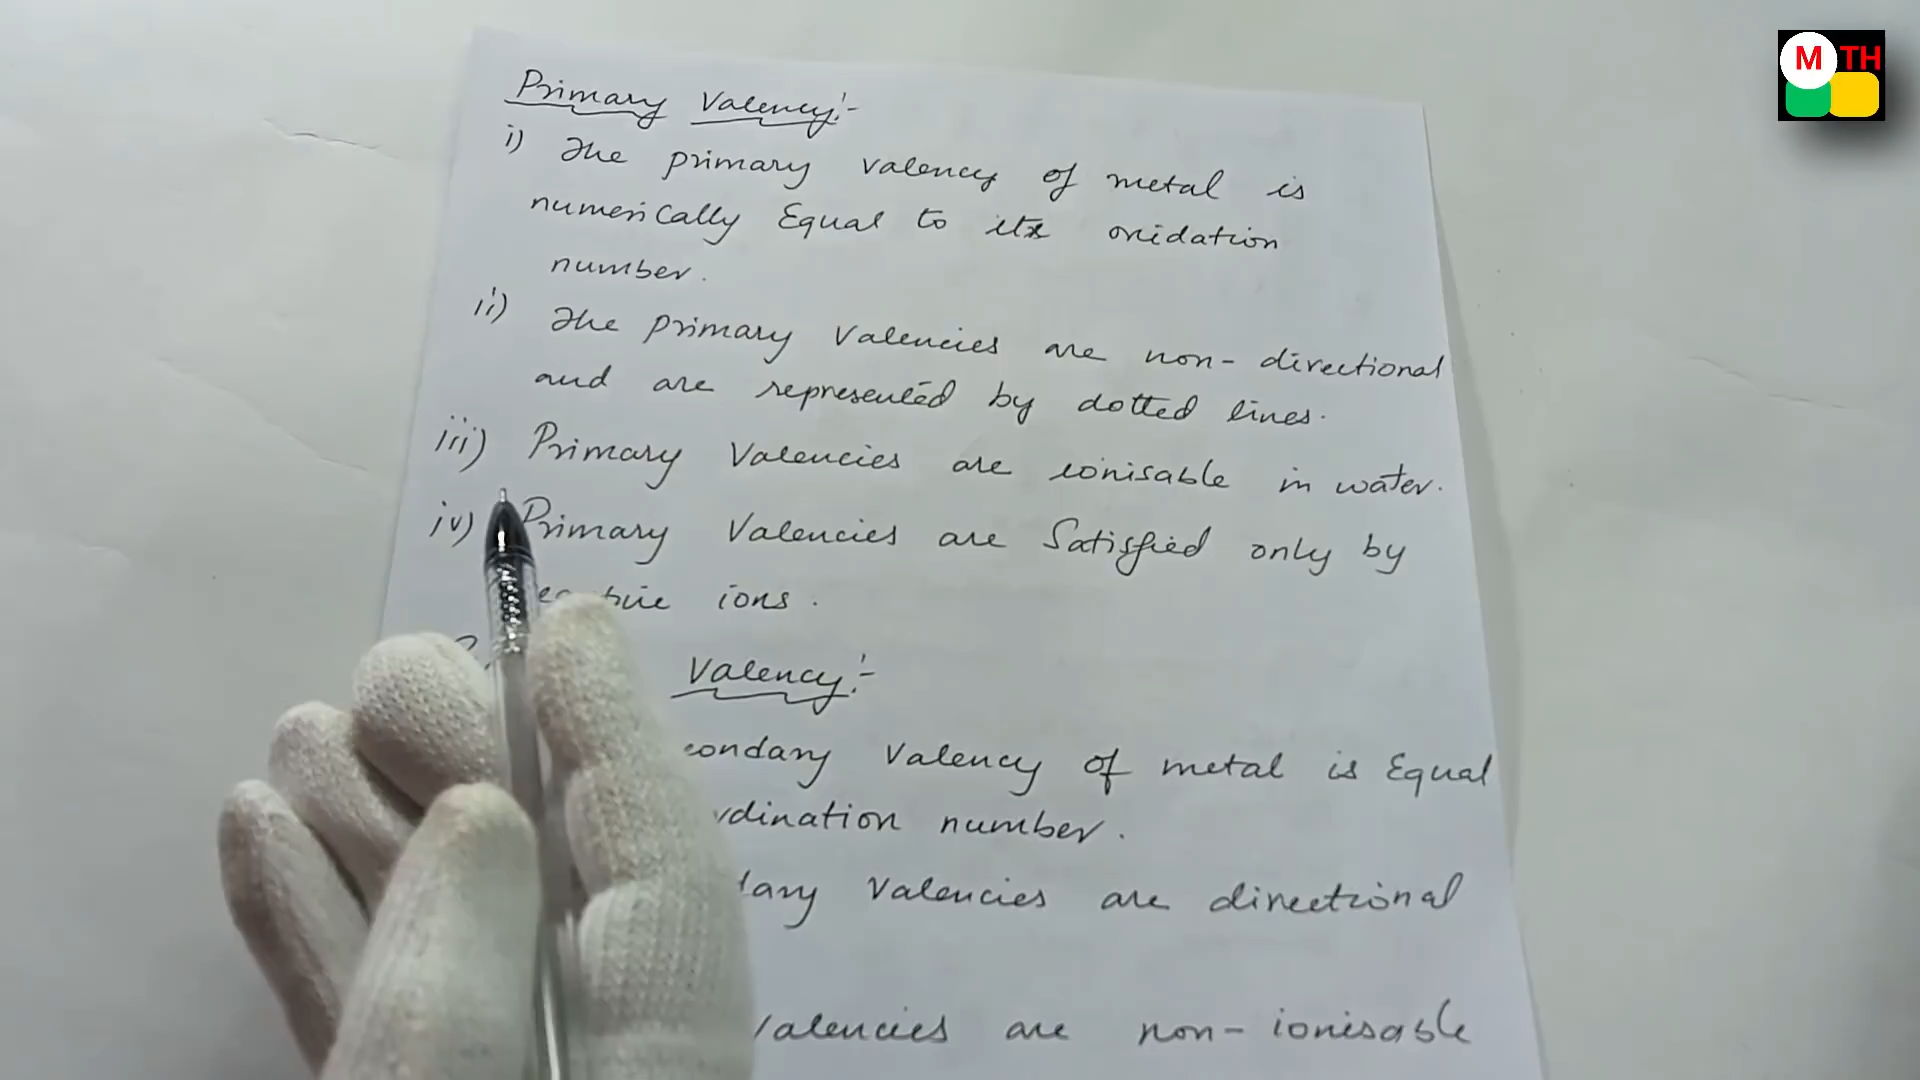 M TH
Primary Valency:-
i) The primary valency of metal is
numerically Equal to its oxidation
number.
ii) The primary valencies are non-directional
and are represented by dotted lines.
iii) Primary Valencies are ionisable in water.
iv) Primary Valencies are Satisfied only by
ions.
Valency:-
condary Valency of metal is Equal
rdination number.
dary Valencies are directional
Valencies are non-ionisable